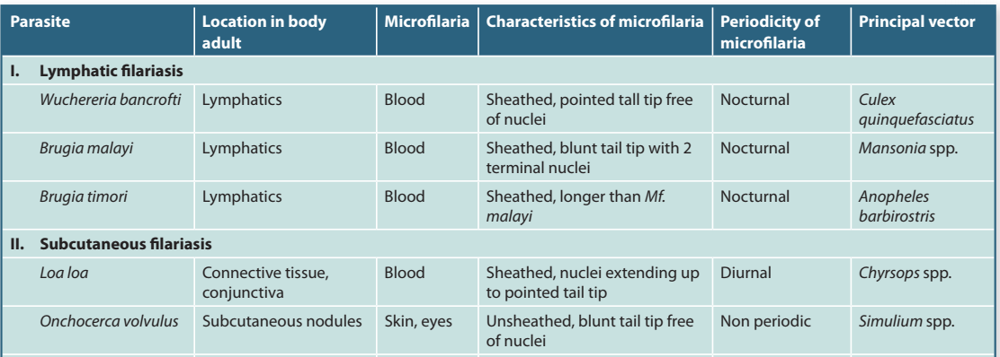 Parasite Location in body adult Microfilaria Characteristics of microfilaria Periodicity of microfilaria Principal vector
I. Lymphatic filariasis
Wuchereria bancrofti Lymphatics Blood Sheathed, pointed tall tip free of nuclei Nocturnal Culex quinquefasciatus
Brugia malayi Lymphatics Blood Sheathed, blunt tail tip with 2 terminal nuclei Nocturnal Mansonia spp.
Brugia timori Lymphatics Blood Sheathed, longer than Mf. malayi Nocturnal Anopheles barbirostris
II. Subcutaneous filariasis
Loa loa Connective tissue, conjunctiva Blood Sheathed, nuclei extending up to pointed tail tip Diurnal Chyrsops spp.
Onchocerca volvulus Subcutaneous nodules Skin, eyes Unsheathed, blunt tail tip free of nuclei Non periodic Simulium spp.